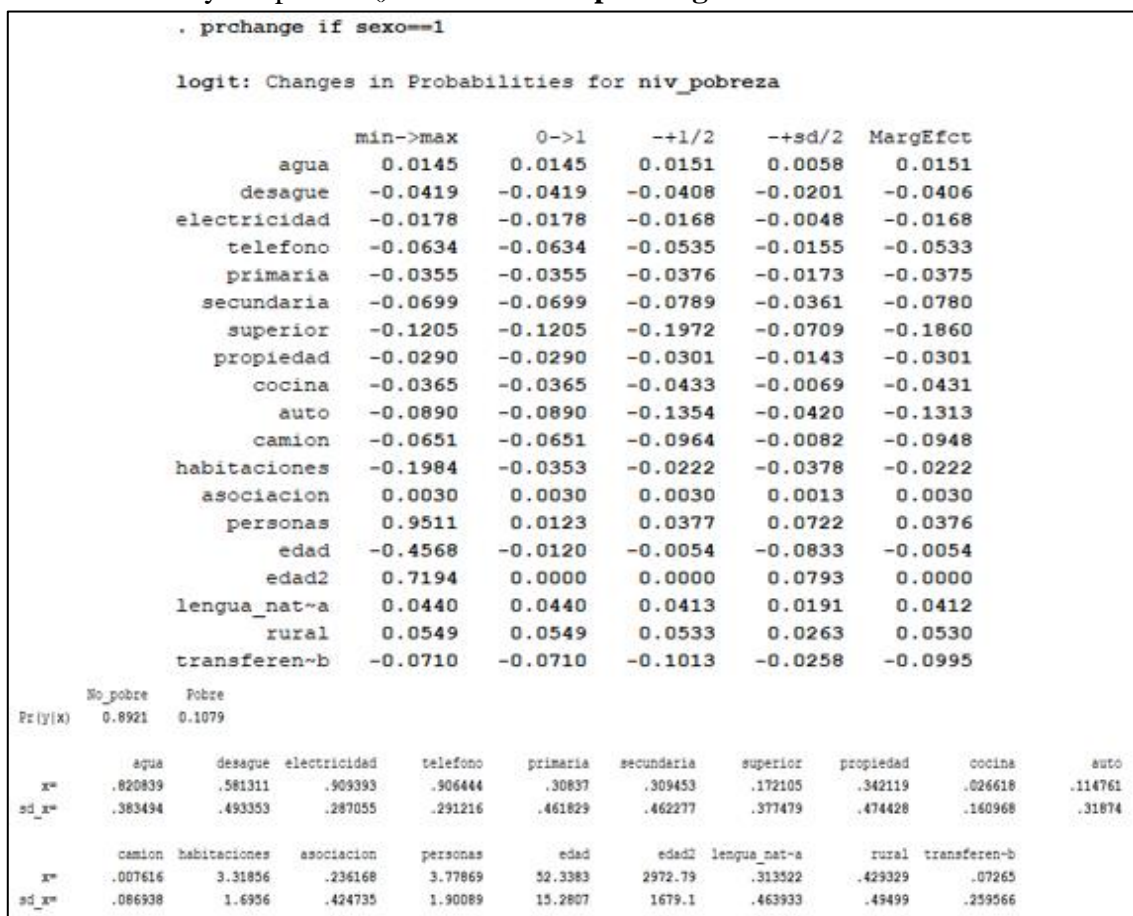 . prchange if sexo==1
logit: Changes in Probabilities for niv_pobreza
min->max 0->1 -+1/2 -+sd/2 MargEfct
agua 0.0145 0.0145 0.0151 0.0058 0.0151
desague -0.0419 -0.0419 -0.0408 -0.0201 -0.0406
electricidad -0.0178 -0.0178 -0.0168 -0.0048 -0.0168
telefono -0.0634 -0.0634 -0.0535 -0.0155 -0.0533
primaria -0.0355 -0.0355 -0.0376 -0.0173 -0.0375
secundaria -0.0699 -0.0699 -0.0789 -0.0361 -0.0780
superior -0.1205 -0.1205 -0.1972 -0.0709 -0.1860
propiedad -0.0290 -0.0290 -0.0301 -0.0143 -0.0301
cocina -0.0365 -0.0365 -0.0433 -0.0069 -0.0431
auto -0.0890 -0.0890 -0.1354 -0.0420 -0.1313
camion -0.0651 -0.0651 -0.0964 -0.0082 -0.0948
habitaciones -0.1984 -0.0353 -0.0222 -0.0378 -0.0222
asociacion 0.0030 0.0030 0.0030 0.0013 0.0030
personas 0.9511 0.0123 0.0377 0.0722 0.0376
edad -0.4568 -0.0120 -0.0054 -0.0833 -0.0054
edad2 0.7194 0.0000 0.0000 0.0793 0.0000
lengua_nat~a 0.0440 0.0440 0.0413 0.0191 0.0412
rural 0.0549 0.0549 0.0533 0.0263 0.0530
transferen~b -0.0710 -0.0710 -0.1013 -0.0258 -0.0995
No_pobre Pobre
Pr(y|x) 0.8921 0.1079
agua desague electricidad telefono primaria secundaria superior propiedad cocina auto
x= .820839 .581311 .909393 .906444 .30837 .309453 .172105 .342119 .026618 .114761
sd_x= .383494 .493353 .287055 .291216 .461829 .462277 .377479 .474428 .160968 .31874
camion habitaciones asociacion personas edad edad2 lengua_nat~a rural transferen~b
x= .007616 3.31856 .236168 3.77869 52.3383 2972.79 .313522 .429329 .07265
sd_x= .086938 1.6956 .424735 1.90089 15.2807 1679.1 .463933 .49499 .259566